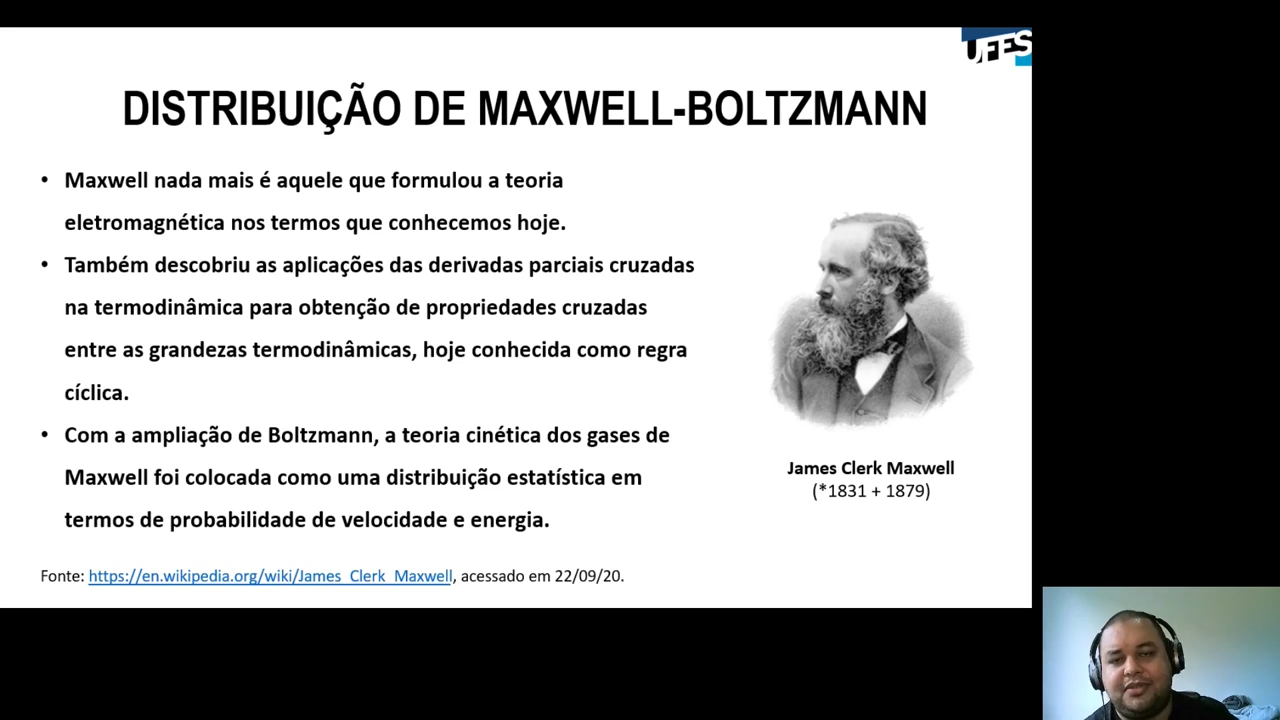 UFES
DISTRIBUIÇÃO DE MAXWELL-BOLTZMANN
• Maxwell nada mais é aquele que formulou a teoria
eletromagnética nos termos que conhecemos hoje.
• Também descobriu as aplicações das derivadas parciais cruzadas
na termodinâmica para obtenção de propriedades cruzadas
entre as grandezas termodinâmicas, hoje conhecida como regra
cíclica.
• Com a ampliação de Boltzmann, a teoria cinética dos gases de
Maxwell foi colocada como uma distribuição estatística em
termos de probabilidade de velocidade e energia.
James Clerk Maxwell
(*1831 + 1879)
Fonte: https://en.wikipedia.org/wiki/James_Clerk_Maxwell, acessado em 22/09/20.